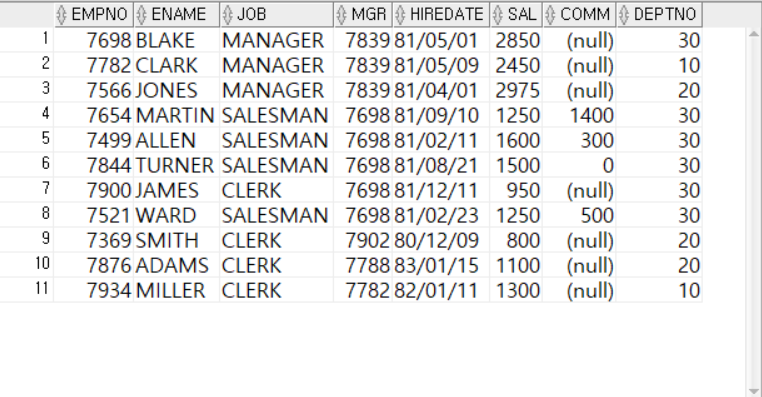 EMPNO ENAME JOB MGR HIREDATE SAL COMM DEPTNO
1 7698 BLAKE MANAGER 7839 81/05/01 2850 (null) 30
2 7782 CLARK MANAGER 7839 81/05/09 2450 (null) 10
3 7566 JONES MANAGER 7839 81/04/01 2975 (null) 20
4 7654 MARTIN SALESMAN 7698 81/09/10 1250 1400 30
5 7499 ALLEN SALESMAN 7698 81/02/11 1600 300 30
6 7844 TURNER SALESMAN 7698 81/08/21 1500 0 30
7 7900 JAMES CLERK 7698 81/12/11 950 (null) 30
8 7521 WARD SALESMAN 7698 81/02/23 1250 500 30
9 7369 SMITH CLERK 7902 80/12/09 800 (null) 20
10 7876 ADAMS CLERK 7788 83/01/15 1100 (null) 20
11 7934 MILLER CLERK 7782 82/01/11 1300 (null) 10